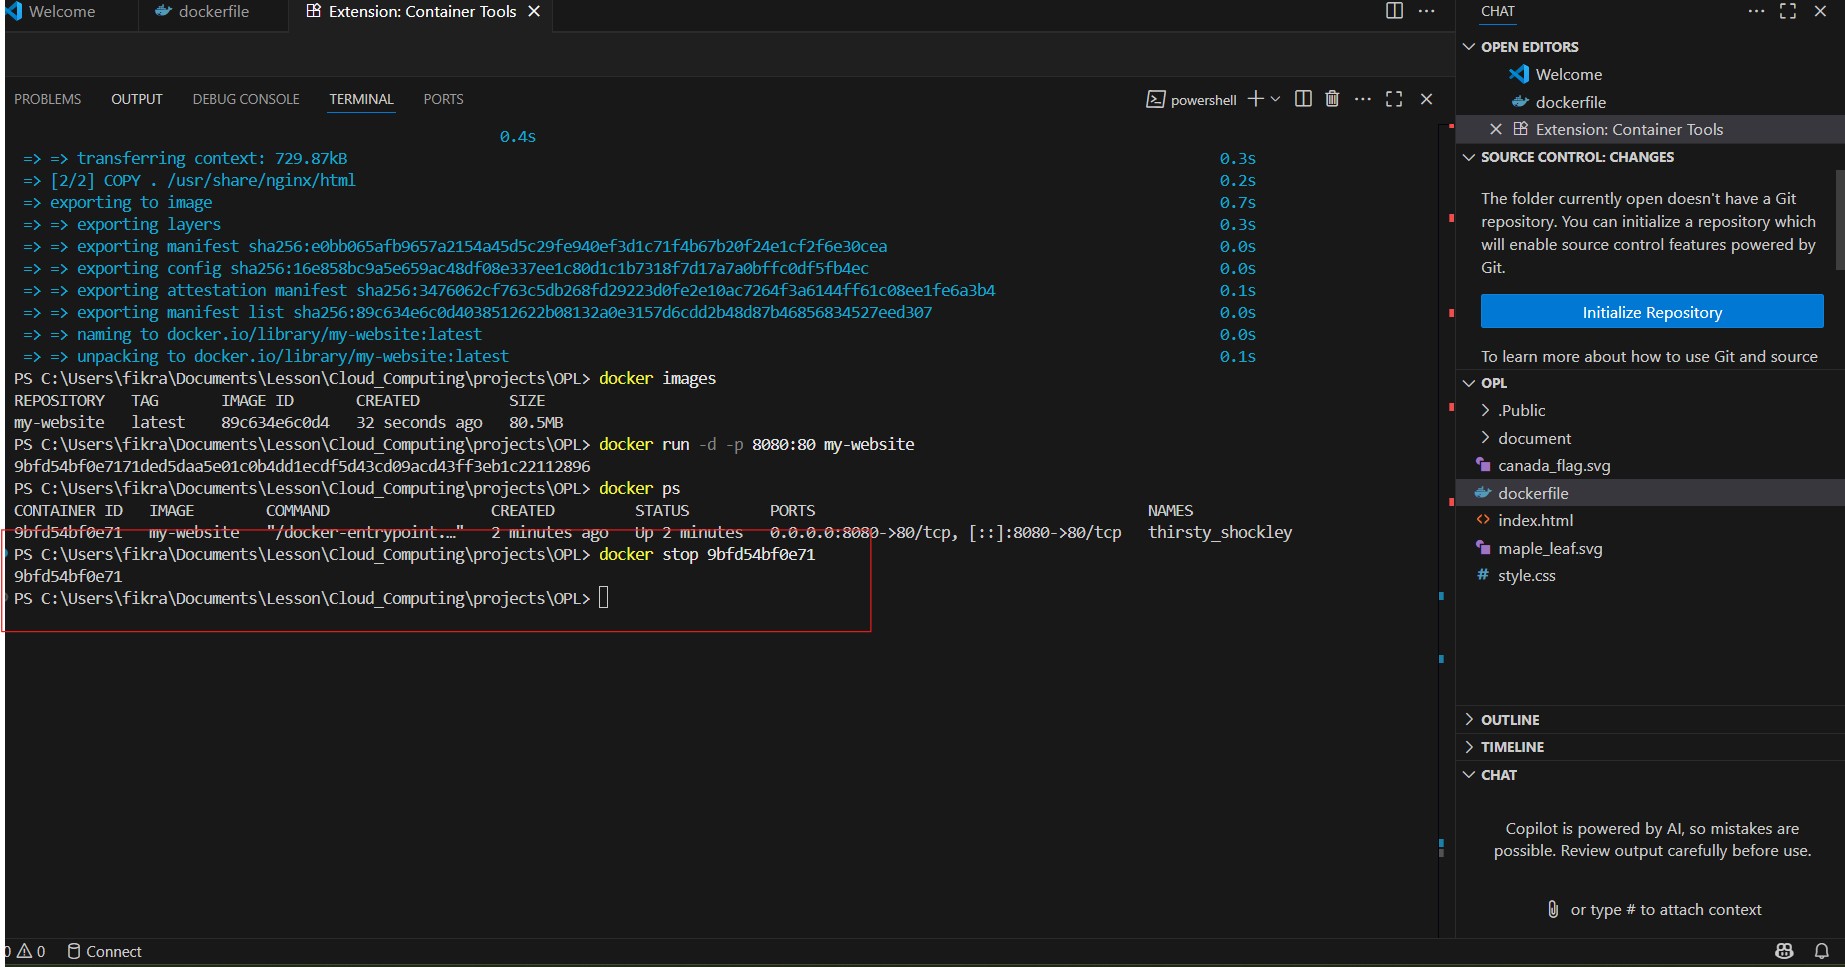 Welcome
dockerfile
Extension: Container Tools
PROBLEMS OUTPUT DEBUG CONSOLE TERMINAL PORTS
powershell
0.4s
=> => transferring context: 729.87kB 0.3s
=> [2/2] COPY . /usr/share/nginx/html 0.2s
=> exporting to image 0.7s
=> => exporting layers 0.3s
=> => exporting manifest sha256:e0bb065afb9657a2154a45d5c29fe940ef3d1c71f4b67b20f24e1cf2f6e30cea 0.0s
=> => exporting config sha256:16e858bc9a5e659ac48df08e337ee1c80d1c1b7318f7d17a7a0bffc0df5fb4ec 0.0s
=> => exporting attestation manifest sha256:3476062cf763c5db268fd29223d0fe2e10ac7264f3a6144ff61c08ee1fe6a3b4 0.1s
=> => exporting manifest list sha256:89c634e6c0d4038512622b08132a0e3157d6cdd2b48d87b46856834527eed307 0.0s
=> => naming to docker.io/library/my-website:latest 0.0s
=> => unpacking to docker.io/library/my-website:latest 0.1s
PS C:\Users\fikra\Documents\Lesson\Cloud_Computing\projects\OPL> docker images
REPOSITORY TAG IMAGE ID CREATED SIZE
my-website latest 89c634e6c0d4 32 seconds ago 80.5MB
PS C:\Users\fikra\Documents\Lesson\Cloud_Computing\projects\OPL> docker run -d -p 8080:80 my-website
9bfd54bf0e7171ded5daa5e01c0b4dd1ecdf5d43cd09acd43ff3eb1c22112896
PS C:\Users\fikra\Documents\Lesson\Cloud_Computing\projects\OPL> docker ps
CONTAINER ID IMAGE COMMAND CREATED STATUS PORTS NAMES
9bfd54bf0e71 my-website "/docker-entrypoint.…" 2 minutes ago Up 2 minutes 0.0.0.0:8080->80/tcp, [::]:8080->80/tcp thirsty_shockley
PS C:\Users\fikra\Documents\Lesson\Cloud_Computing\projects\OPL> docker stop 9bfd54bf0e71
9bfd54bf0e71
PS C:\Users\fikra\Documents\Lesson\Cloud_Computing\projects\OPL>
CHAT
OPEN EDITORS
Welcome
dockerfile
Extension: Container Tools
SOURCE CONTROL: CHANGES
The folder currently open doesn't have a Git
repository. You can initialize a repository which
will enable source control features powered by
Git.
Initialize Repository
To learn more about how to use Git and source
OPL
.Public
document
canada_flag.svg
dockerfile
index.html
maple_leaf.svg
style.css
OUTLINE
TIMELINE
CHAT
Copilot is powered by AI, so mistakes are
possible. Review output carefully before use.
or type # to attach context
0 0 Connect